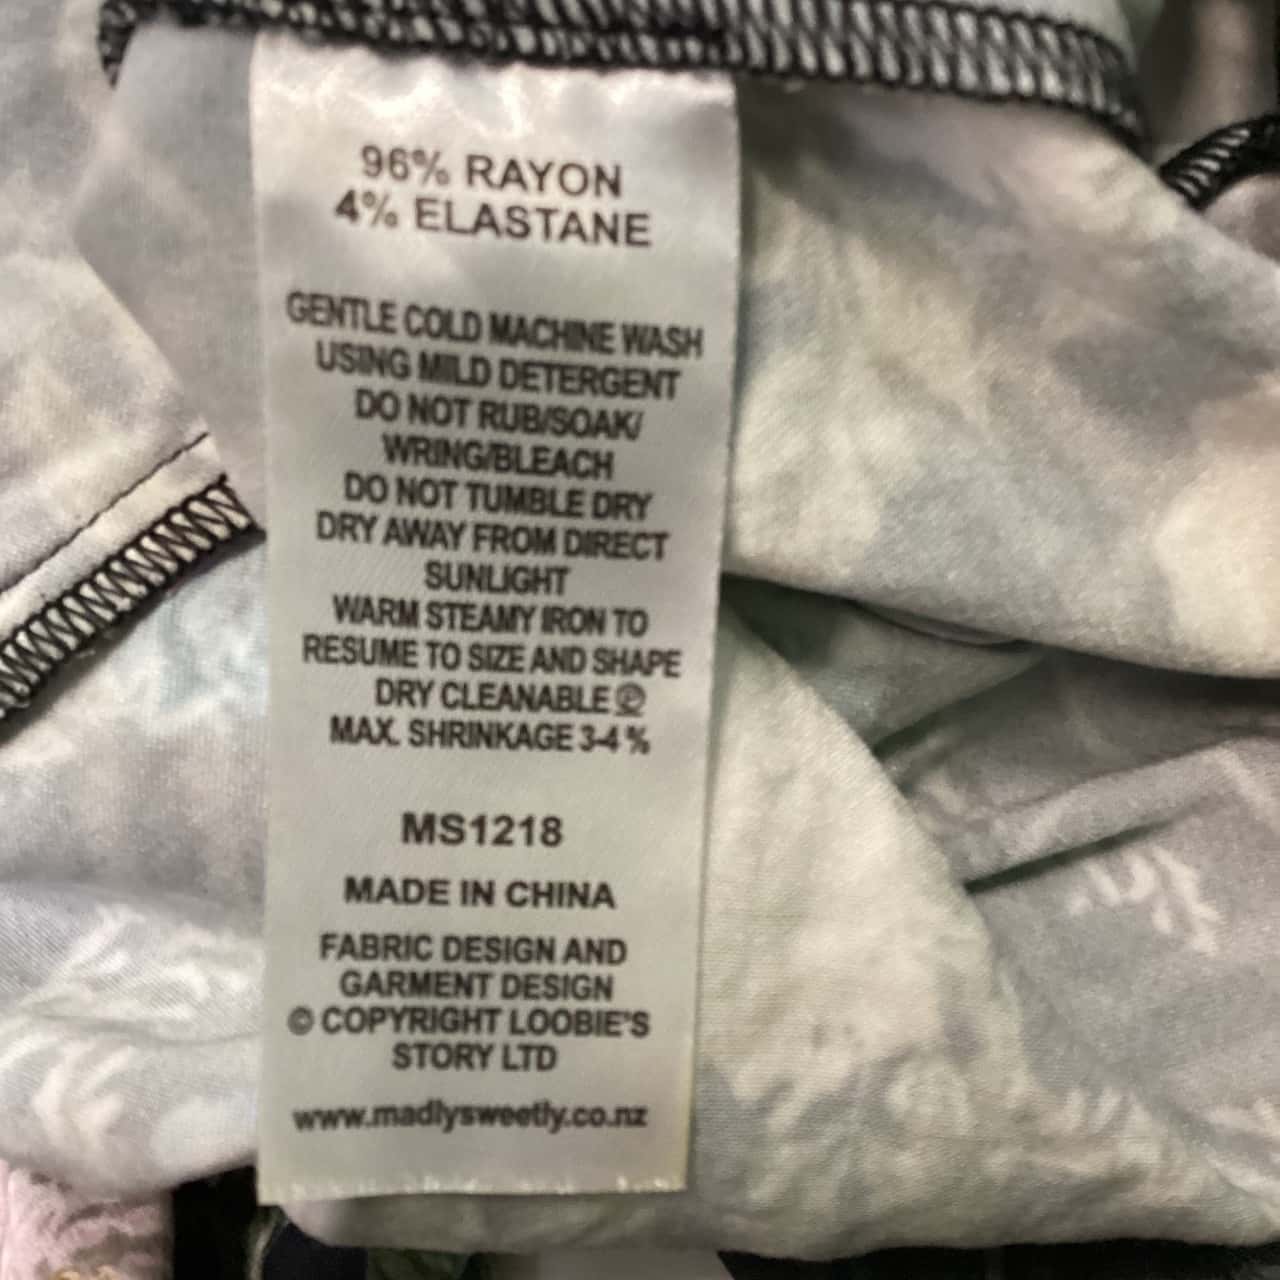 96% RAYON
4% ELASTANE
GENTLE COLD MACHINE WASH
USING MILD DETERGENT
DO NOT RUB/SOAK/
WRING/BLEACH
DO NOT TUMBLE DRY
DRY AWAY FROM DIRECT
SUNLIGHT
WARM STEAMY IRON TO
RESUME TO SIZE AND SHAPE
DRY CLEANABLE Ⓟ
MAX. SHRINKAGE 3-4 %
MS1218
MADE IN CHINA
FABRIC DESIGN AND
GARMENT DESIGN
© COPYRIGHT LOOBIE'S
STORY LTD
www.madlysweetly.co.nz